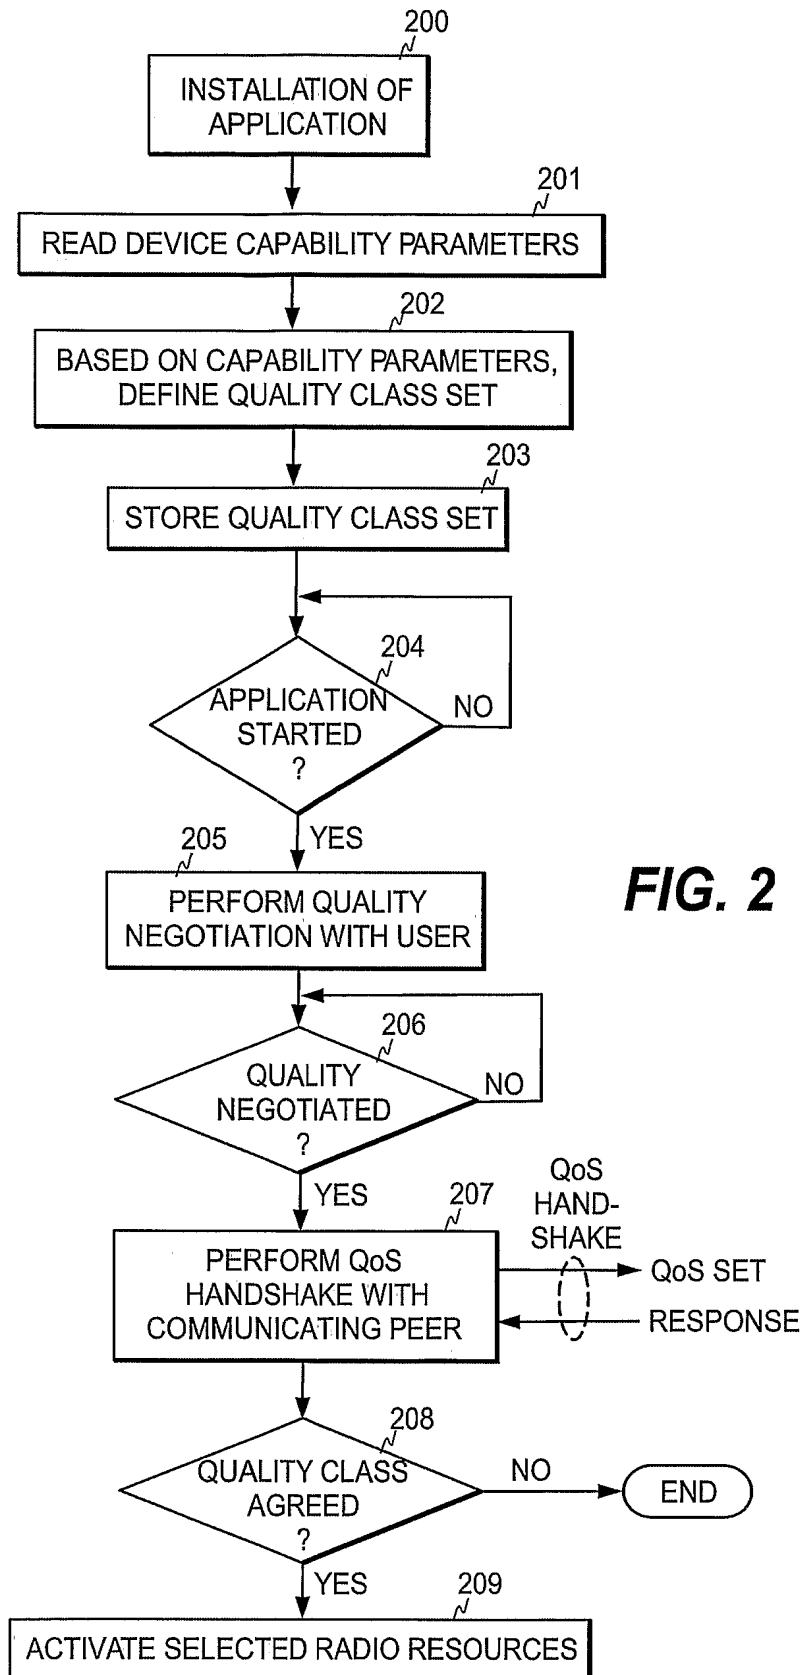 200
INSTALLATION OF
APPLICATION
201
READ DEVICE CAPABILITY PARAMETERS
202
BASED ON CAPABILITY PARAMETERS,
DEFINE QUALITY CLASS SET
203
STORE QUALITY CLASS SET
204
APPLICATION
STARTED
?
NO
YES
205
PERFORM QUALITY
NEGOTIATION WITH USER
FIG. 2
206
QUALITY
NEGOTIATED
?
NO
YES
207
PERFORM QoS
HANDSHAKE WITH
COMMUNICATING PEER
QoS
HAND-
SHAKE
QoS SET
RESPONSE
208
QUALITY CLASS
AGREED
?
NO
END
YES
209
ACTIVATE SELECTED RADIO RESOURCES